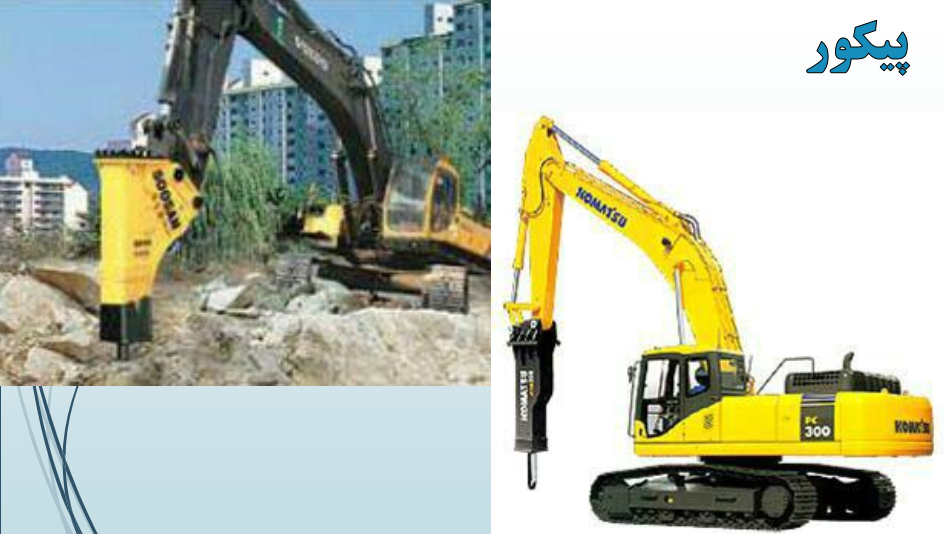 پیکور
SOOSAN
KOMATSU
KOMATSU
PC
300
KOMATSU